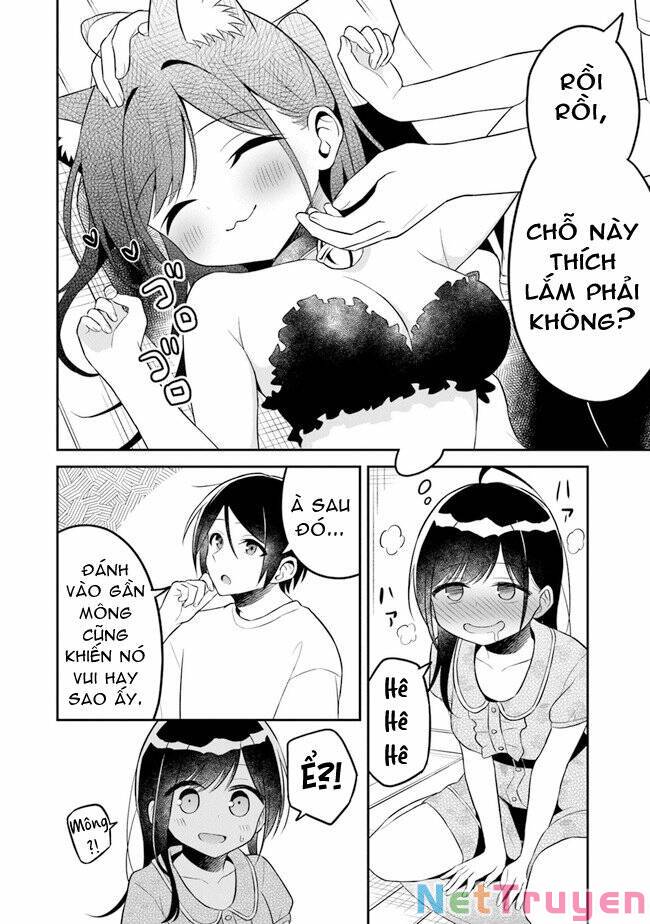 RỒI
RỒI,
CHỖ NÀY
THÍCH
LẮM PHẢI
KHÔNG?
ゴロ
ゴロ
À SAU
ĐÓ...
ĐÁNH
VÀO GẦN
MÔNG
CŨNG
KHIẾN NÓ
VUI HAY
SAO ẤY.
ハァ
ハァ
Hê
Hê
Hê
Ể?!
Mông
?!
NetTruyen